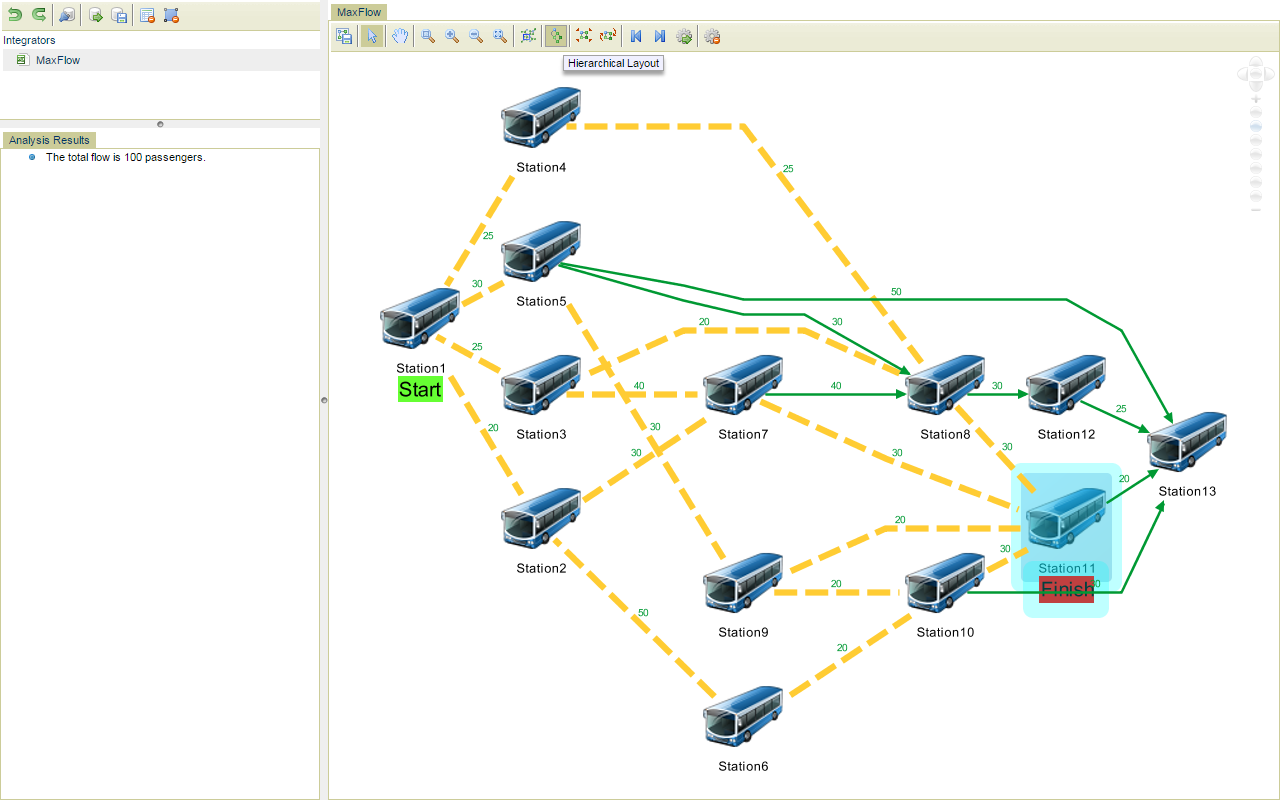 MaxFlow
Integrators
MaxFlow
Hierarchical Layout
Analysis Results
The total flow is 100 passengers.
Station4
25
25
Station5
30
50
20
30
Station1
Start
25
Station3
40
Station7
40
Station8
30
Station12
25
Station13
20
30
30
30
30
20
Station2
20
30
Station11
Finish
Station9
20
Station10
50
20
Station6